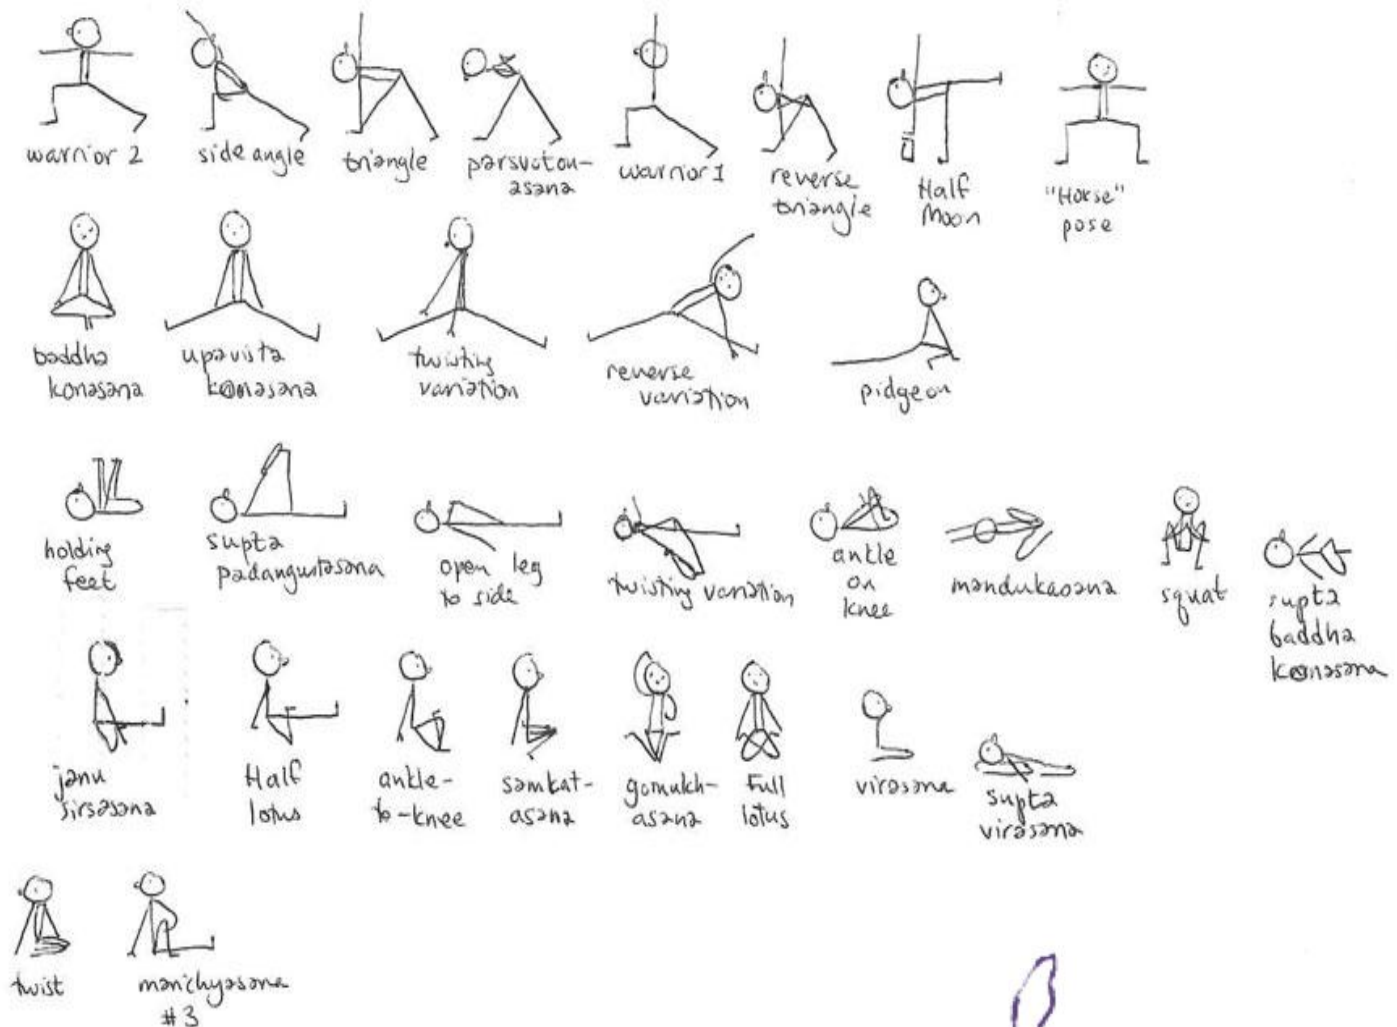 warrior 2
side angle
triangle
parsvoton-
asana
warrior 1
reverse
triangle
Half
Moon
"Horse"
pose
baddha
konasana
upavista
konasana
twisting
variation
reverse
variation
pidgeon
holding
feet
supta
padangustasana
open leg
to side
twisting variation
ankle
on
knee
mandukasana
squat
supta
baddha
konasana
janu
sirsasana
Half
lotus
ankle-
to-knee
samkat-
asana
gomukh-
asana
Full
lotus
virasana
supta
virasana
twist
marichyasana
#3